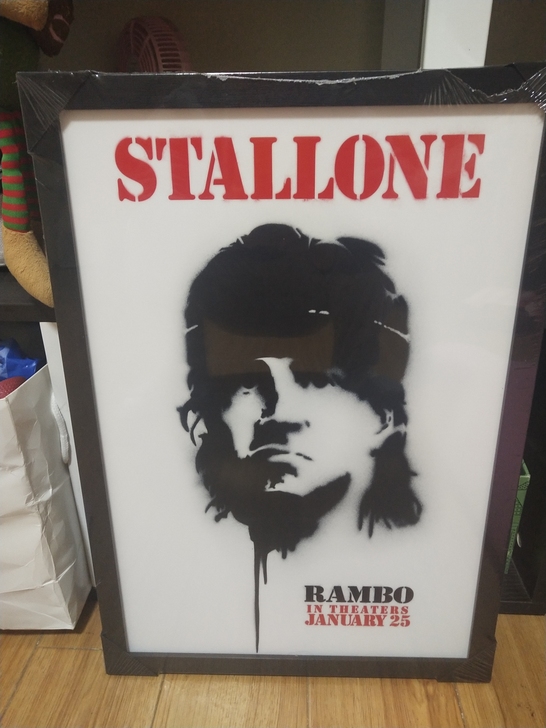 STALLONE
RAMBO
IN THEATERS
JANUARY 25